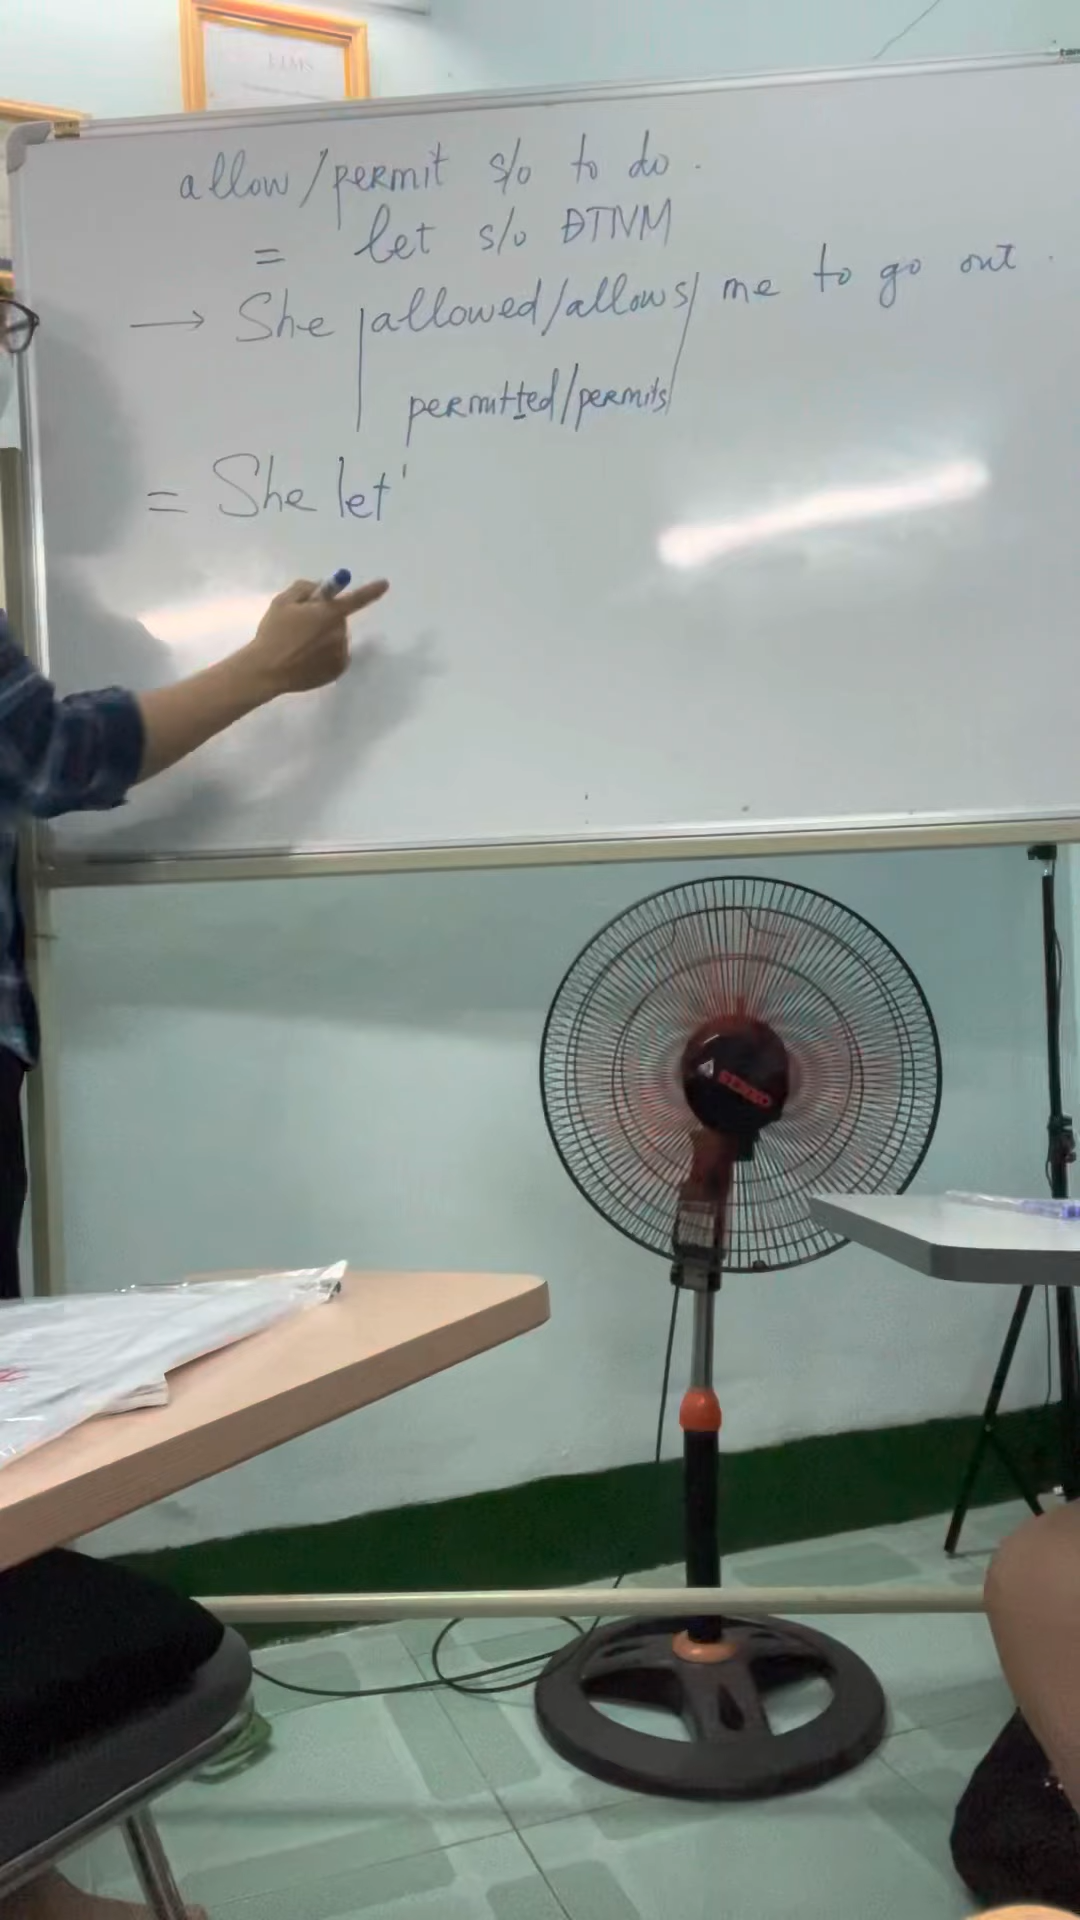 allow/permit s/o to do.
= let s/o ĐTNM
→ She allowed/allows me to go out.
permitted/permits
= She let